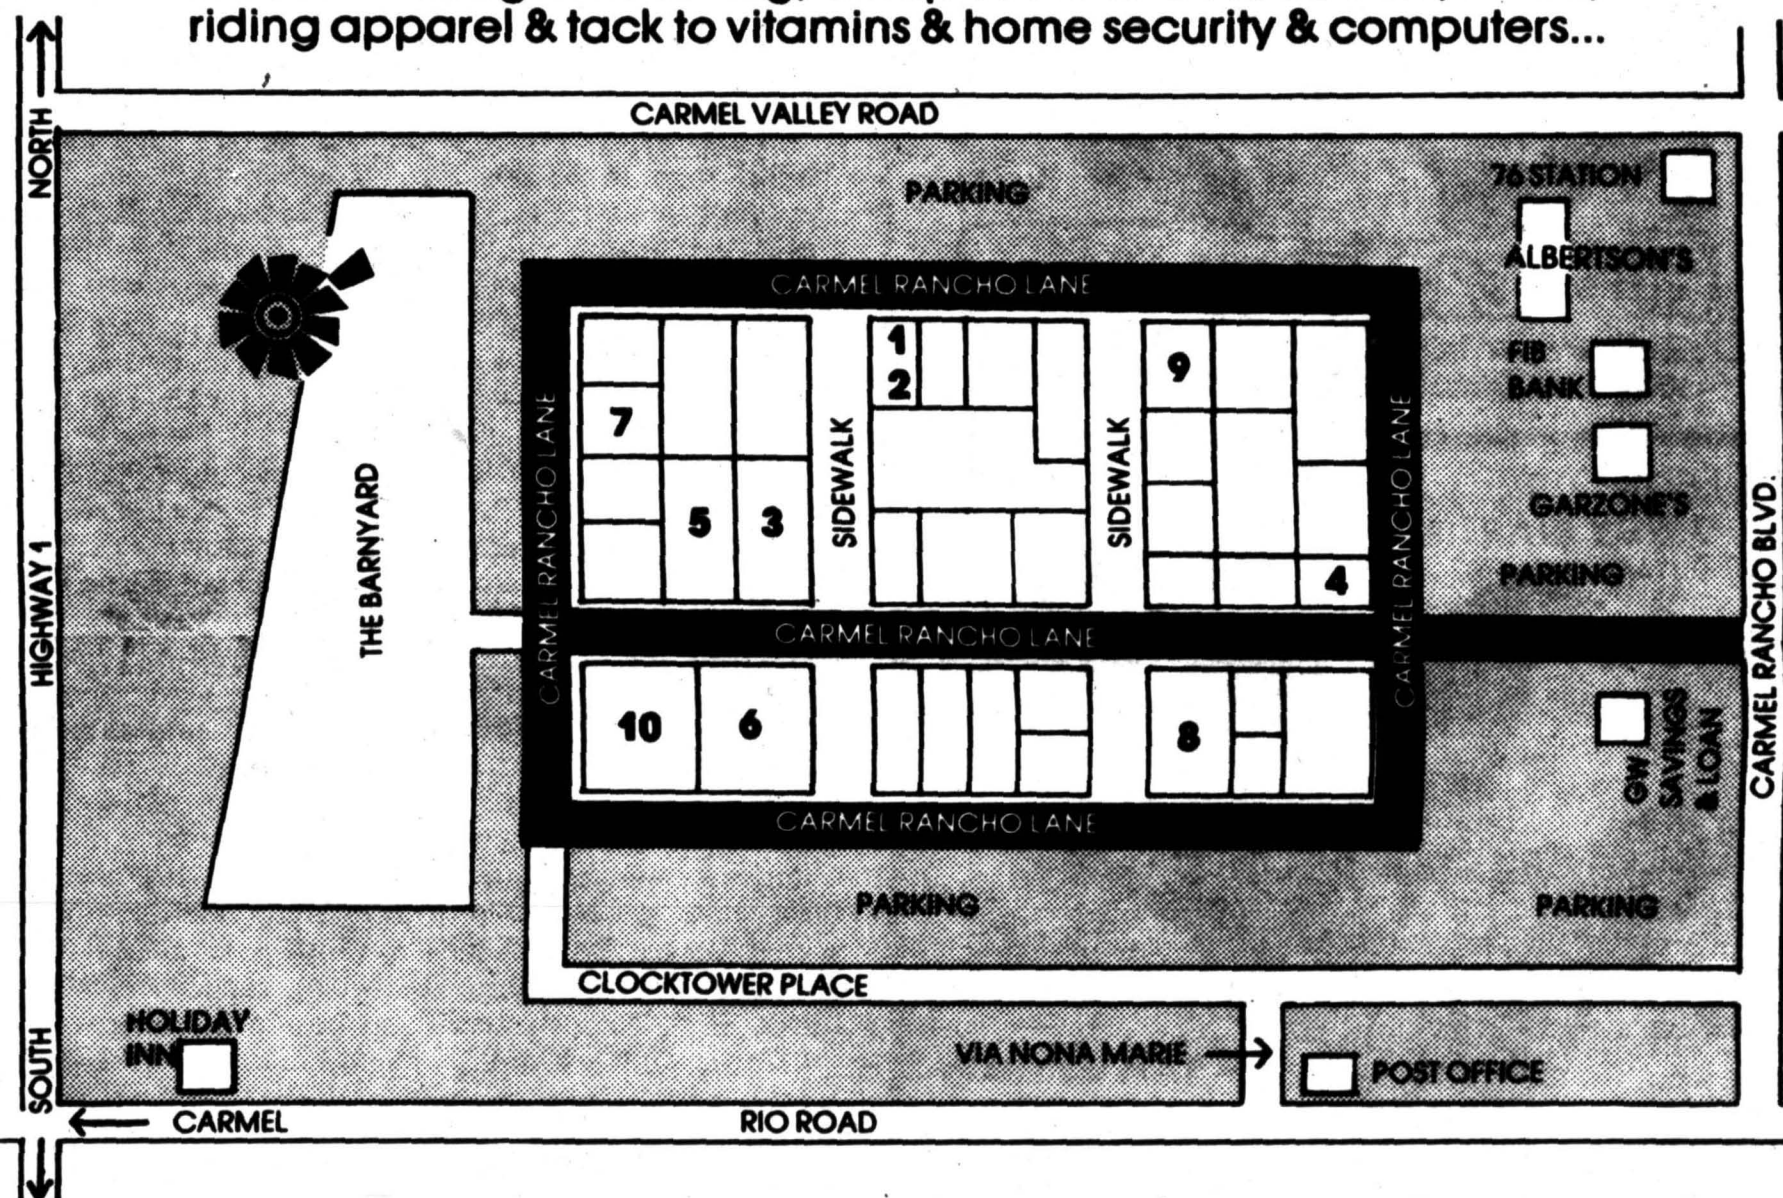 riding apparel & tack to vitamins & home security & computers...
CARMEL VALLEY ROAD
NORTH
HIGHWAY 1
SOUTH
THE BARNYARD
PARKING
76 STATION
ALBERTSON'S
FIB
BANK
GARZONE'S
PARKING
CARMEL RANCHO BLVD.
CARMEL RANCHO LANE
CARMEL RANCHO LANE
CARMEL RANCHO LANE
1
2
9
7
SIDEWALK
SIDEWALK
5
3
4
CARMEL RANCHO LANE
10
6
8
GW
SAVINGS
& LOAN
CARMEL RANCHO LANE
PARKING
PARKING
CLOCKTOWER PLACE
HOLIDAY
INN
VIA NONA MARIE
POST OFFICE
CARMEL
RIO ROAD